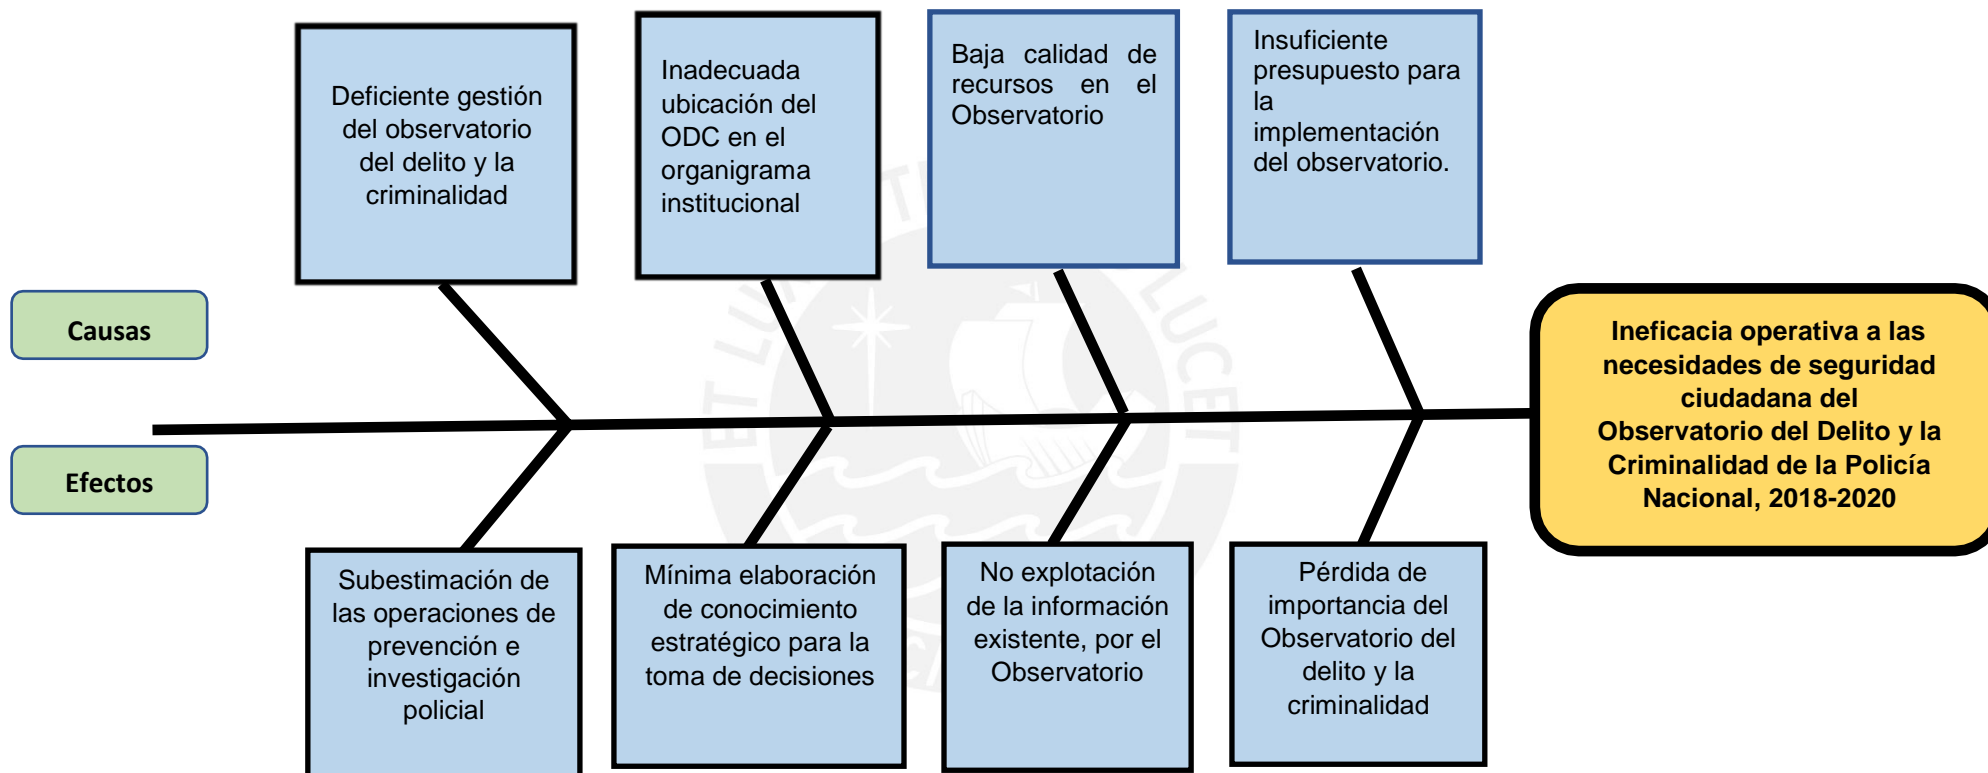 Deficiente gestión
del observatorio
del delito y la
criminalidad
Inadecuada
ubicación del
ODC en el
organigrama
institucional
Baja calidad de
recursos en el
Observatorio
Insuficiente
presupuesto para
la
implementación
del observatorio.
Causas
Efectos
Ineficacia operativa a las
necesidades de seguridad
ciudadana del
Observatorio del Delito y la
Criminalidad de la Policía
Nacional, 2018-2020
Subestimación de
las operaciones de
prevención e
investigación
policial
Mínima elaboración
de conocimiento
estratégico para la
toma de decisiones
No explotación
de la información
existente, por el
Observatorio
Pérdida de
importancia del
Observatorio del
delito y la
criminalidad
ET LUX
LUCET